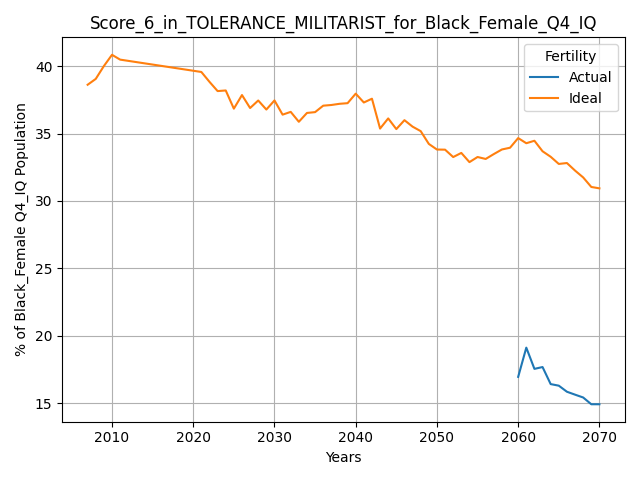 Score_6_in_TOLERANCE_MILITARIST_for_Black_Female_Q4_IQ
Fertility
Actual
Ideal
% of Black_Female Q4_IQ Population
40
35
30
25
20
15
2010
2020
2030
2040
2050
2060
2070
Years